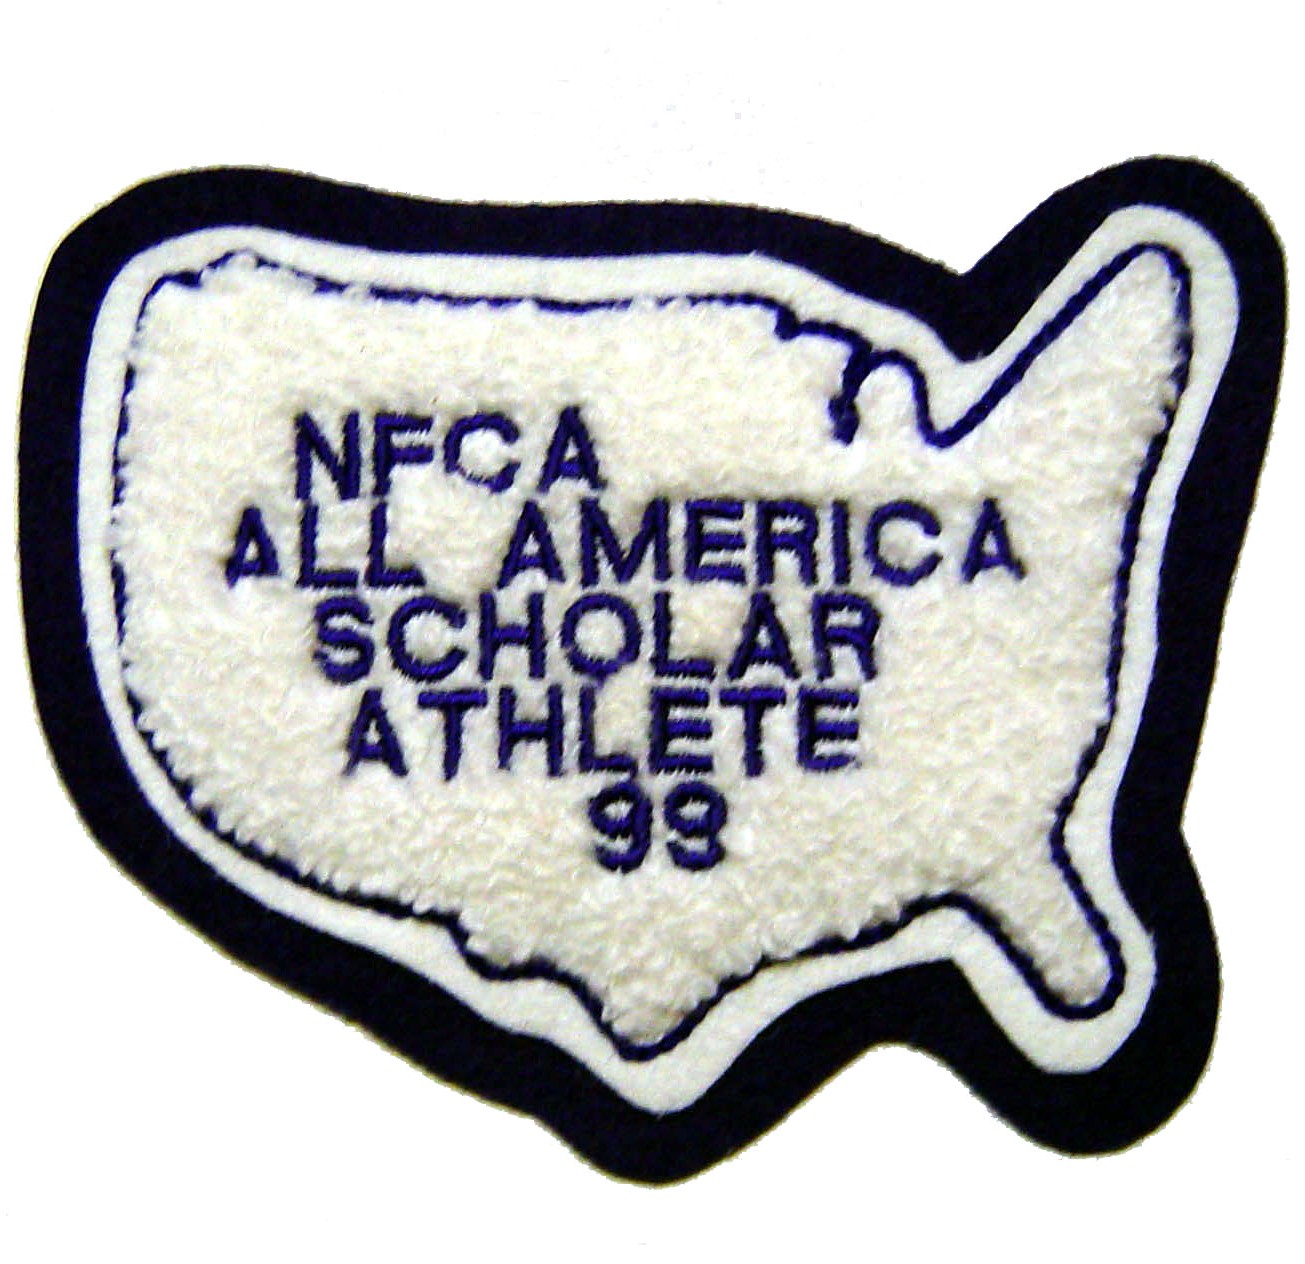 NFCA
ALL AMERICA
SCHOLAR
ATHLETE
99